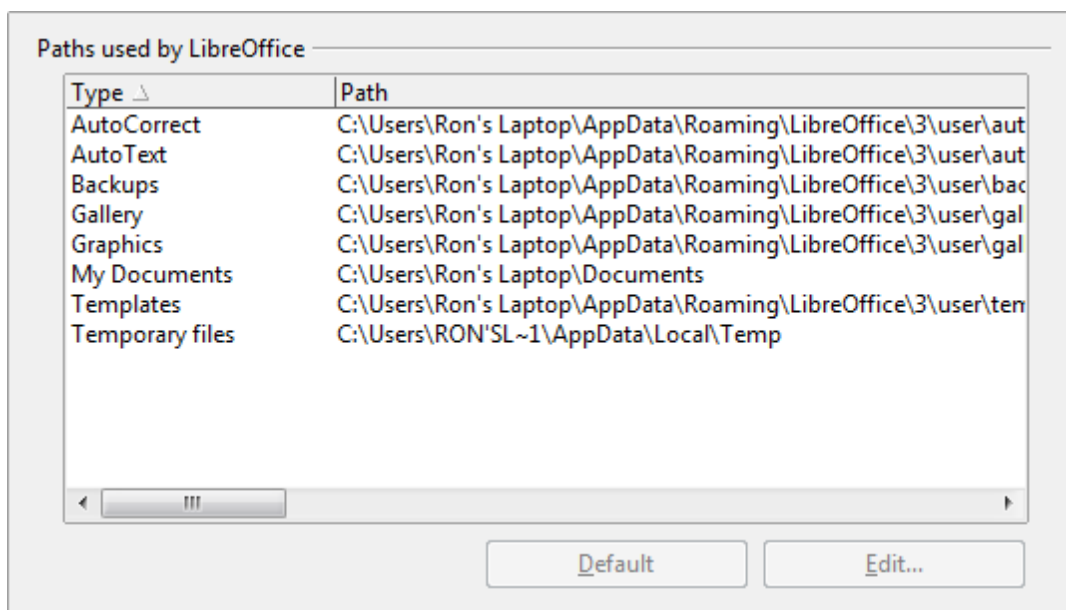 Paths used by LibreOffice
Type Path
AutoCorrect C:\Users\Ron's Laptop\AppData\Roaming\LibreOffice\3\user\aut
AutoText C:\Users\Ron's Laptop\AppData\Roaming\LibreOffice\3\user\aut
Backups C:\Users\Ron's Laptop\AppData\Roaming\LibreOffice\3\user\bac
Gallery C:\Users\Ron's Laptop\AppData\Roaming\LibreOffice\3\user\gal
Graphics C:\Users\Ron's Laptop\AppData\Roaming\LibreOffice\3\user\gal
My Documents C:\Users\Ron's Laptop\Documents
Templates C:\Users\Ron's Laptop\AppData\Roaming\LibreOffice\3\user\tem
Temporary files C:\Users\RON'SL~1\AppData\Local\Temp
Default Edit...